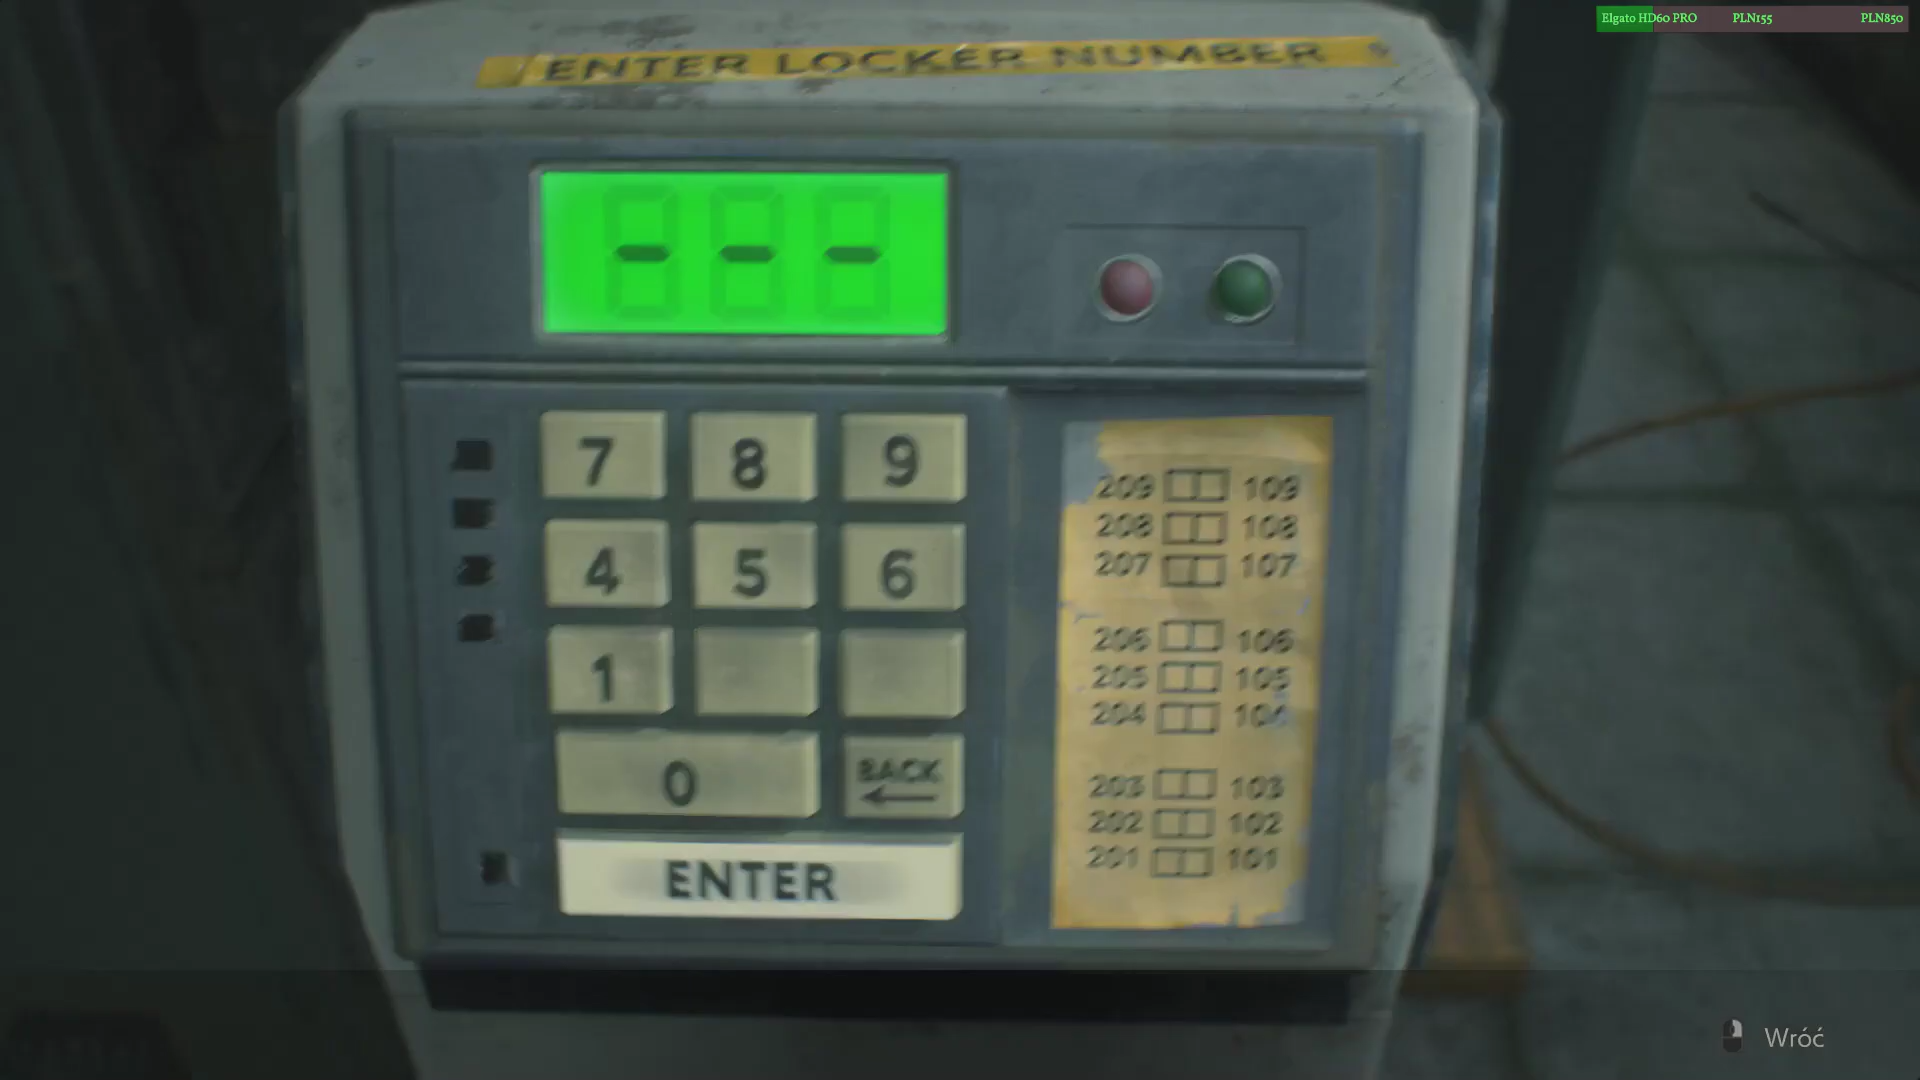 Elgato HD60 PRO PLN155 PLN850
ENTER LOCKER NUMBER
7 8 9
4 5 6
1
0 BACK
ENTER
209 109
208 108
207 107
206 106
205 105
204 104
203 103
202 102
201 101
Wróć